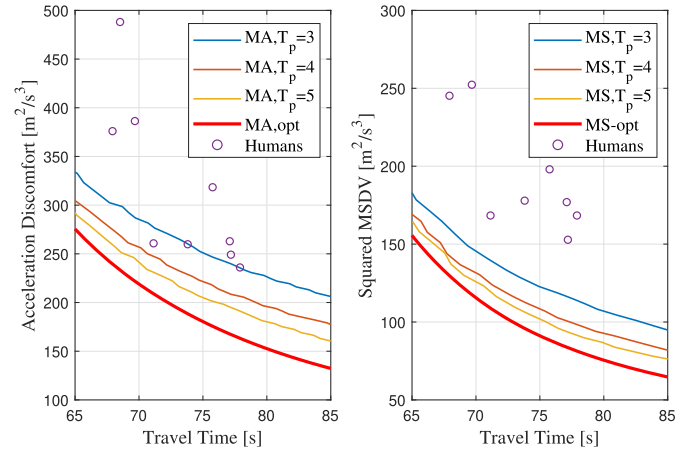 500
450
400
350
300
250
200
150
100
65
70
75
80
85
Acceleration Discomfort [m²/s³]
Travel Time [s]
MA,Tₚ=3
MA,Tₚ=4
MA,Tₚ=5
MA,opt
Humans
300
250
200
150
100
50
65
70
75
80
85
Squared MSDV [m²/s³]
Travel Time [s]
MS,Tₚ=3
MS,Tₚ=4
MS,Tₚ=5
MS-opt
Humans